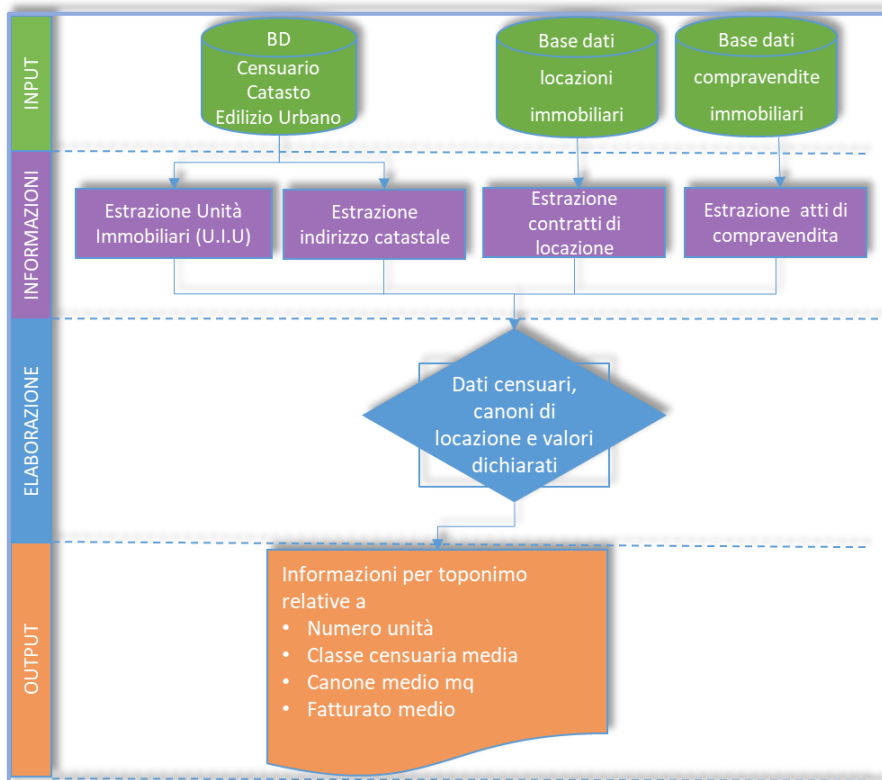 INPUT
BD
Censuario
Catasto
Edilizio Urbano
Base dati
locazioni
immobiliari
Base dati
compravendite
immobiliari
INFORMAZIONI
Estrazione Unità
Immobiliari (U.I.U)
Estrazione
indirizzo catastale
Estrazione
contratti di
locazione
Estrazione atti di
compravendita
ELABORAZIONE
Dati censuari,
canoni di
locazione e valori
dichiarati
OUTPUT
Informazioni per toponimo
relative a
• Numero unità
• Classe censuaria media
• Canone medio mq
• Fatturato medio